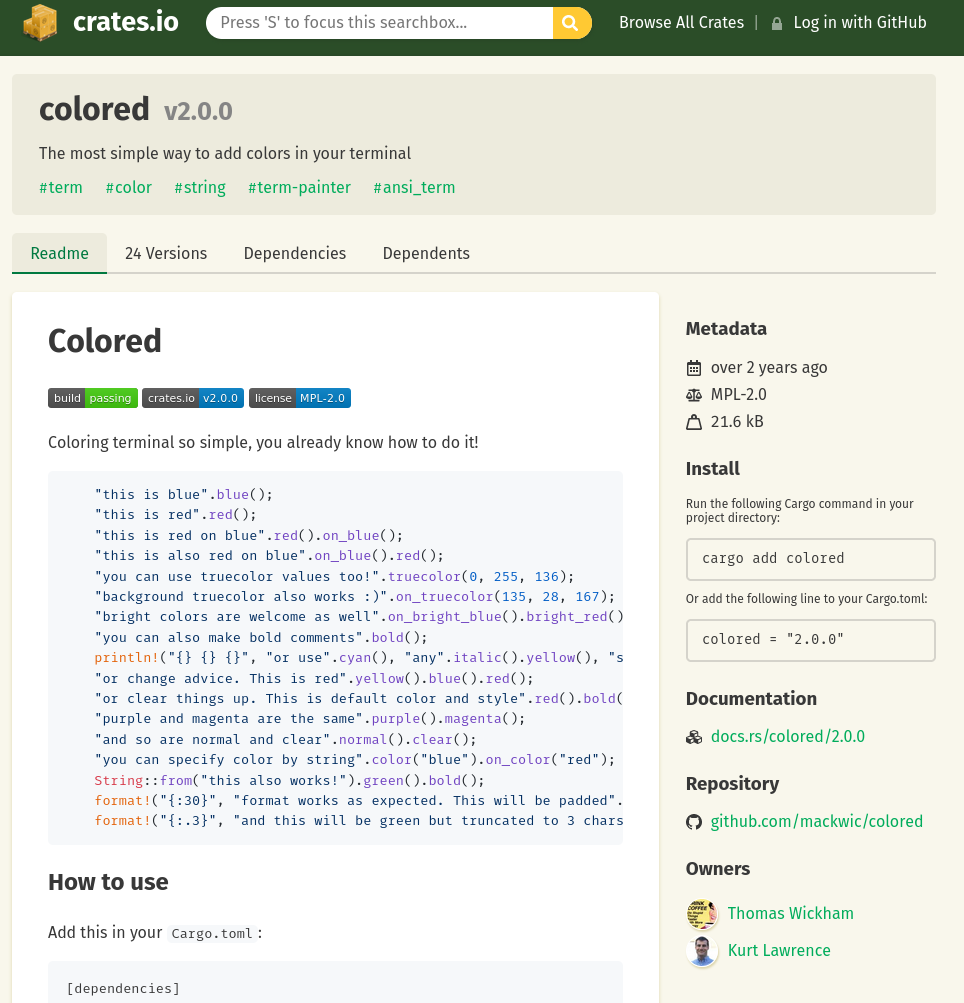 crates.io
Press 'S' to focus this searchbox...
Browse All Crates | Log in with GitHub
colored v2.0.0
The most simple way to add colors in your terminal
#term #color #string #term-painter #ansi_term
Readme 24 Versions Dependencies Dependents
Colored
build passing crates.io v2.0.0 license MPL-2.0
Coloring terminal so simple, you already know how to do it!
"this is blue".blue();
"this is red".red();
"this is red on blue".red().on_blue();
"this is also red on blue".on_blue().red();
"you can use truecolor values too!".truecolor(0, 255, 136);
"background truecolor also works :)".on_truecolor(135, 28, 167);
"bright colors are welcome as well".on_bright_blue().bright_red()
"you can also make bold comments".bold();
println!("{} {} {}", "or use".cyan(), "any".italic().yellow(), "s
"or change advice. This is red".yellow().blue().red();
"or clear things up. This is default color and style".red().bold(
"purple and magenta are the same".purple().magenta();
"and so are normal and clear".normal().clear();
"you can specify color by string".color("blue").on_color("red");
String::from("this also works!").green().bold();
format!("{:30}", "format works as expected. This will be padded".
format!("{:.3}", "and this will be green but truncated to 3 chars
How to use
Add this in your Cargo.toml :
[dependencies]
Metadata
over 2 years ago
MPL-2.0
21.6 kB
Install
Run the following Cargo command in your
project directory:
cargo add colored
Or add the following line to your Cargo.toml:
colored = "2.0.0"
Documentation
docs.rs/colored/2.0.0
Repository
github.com/mackwic/colored
Owners
Thomas Wickham
Kurt Lawrence